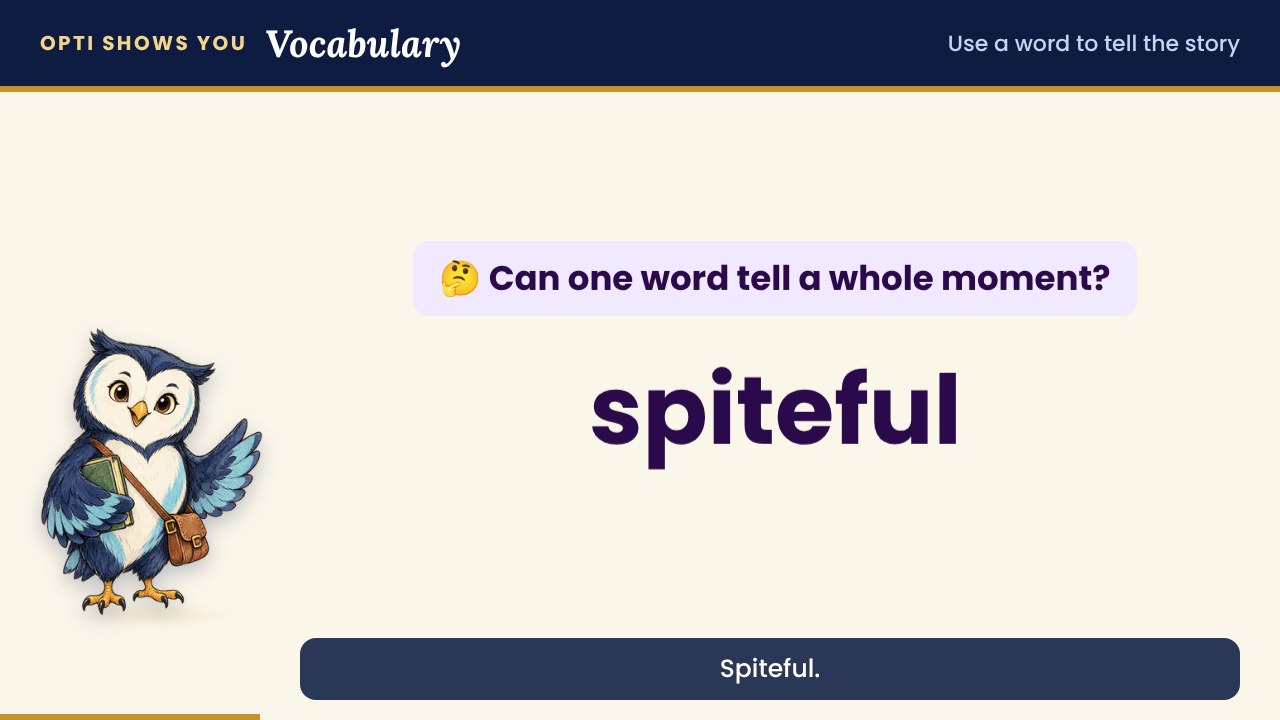 OPTI SHOWS YOU Vocabulary
Use a word to tell the story
🤔 Can one word tell a whole moment?
spiteful
Spiteful.